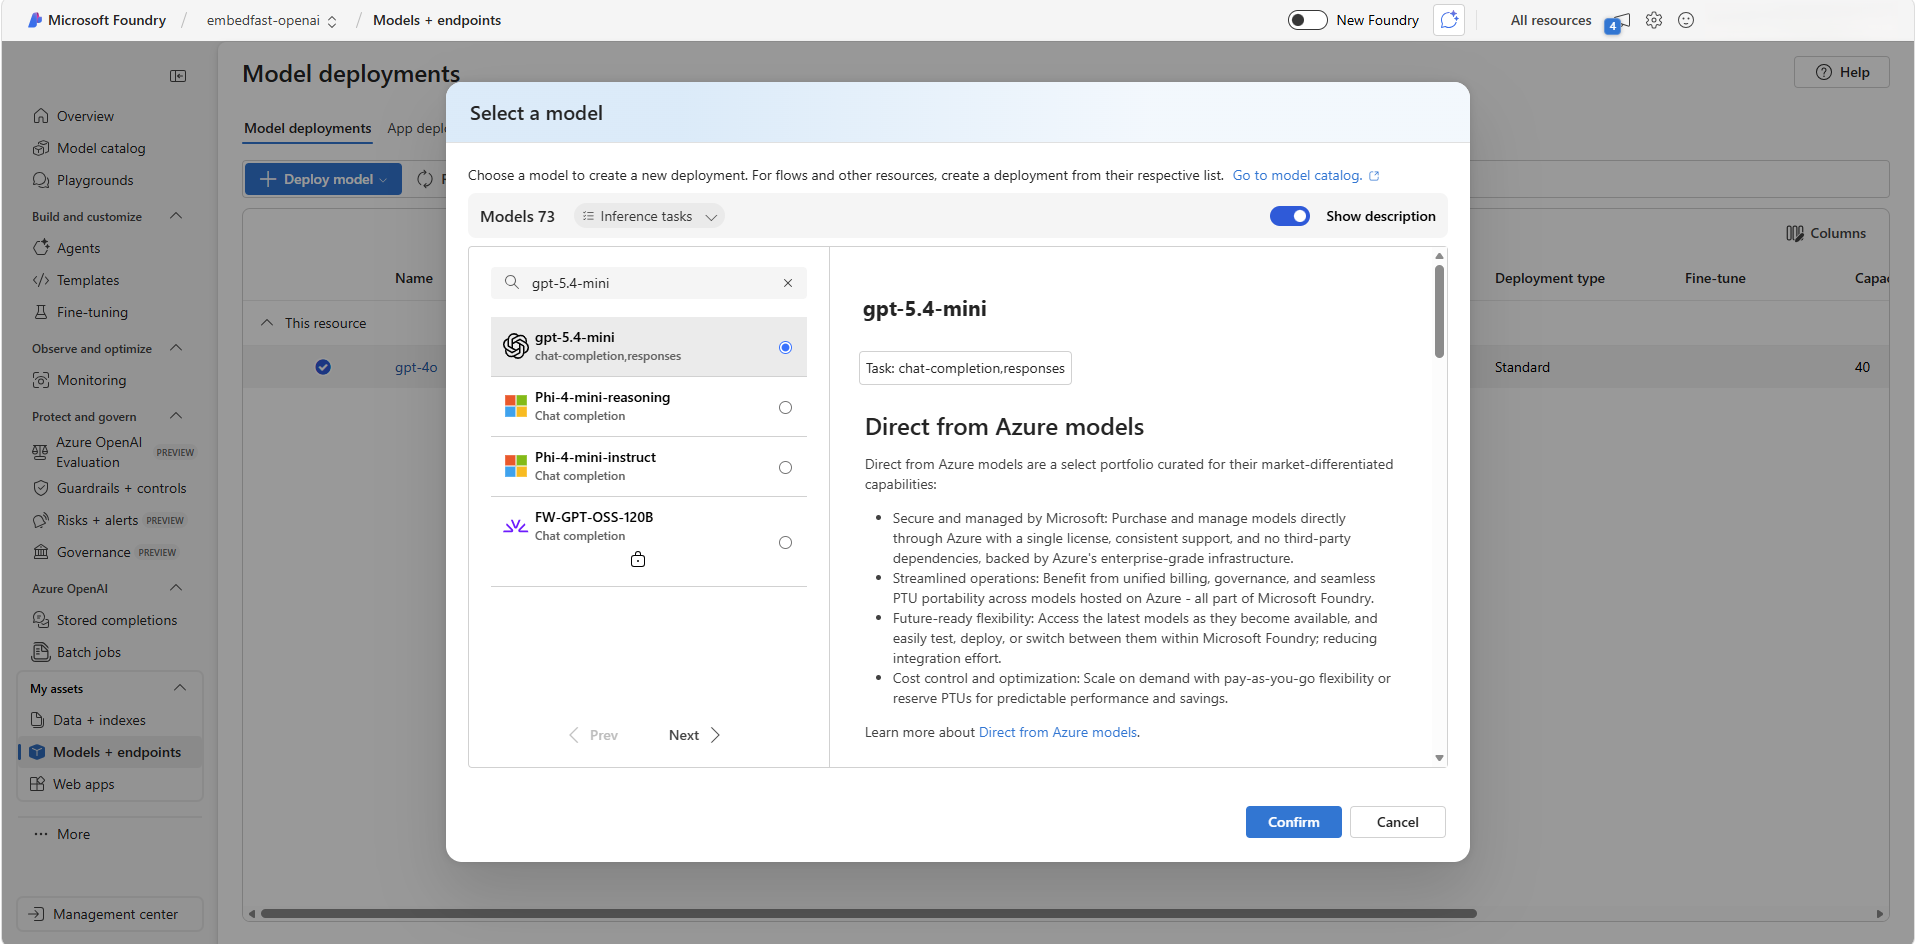 Microsoft Foundry / embedfast-openai / Models + endpoints
New Foundry
All resources
4
Overview
Model catalog
Playgrounds
Build and customize
Agents
Templates
Fine-tuning
Observe and optimize
Monitoring
Protect and govern
Azure OpenAI
Evaluation
PREVIEW
Guardrails + controls
Risks + alerts PREVIEW
Governance PREVIEW
Azure OpenAI
Stored completions
Batch jobs
My assets
Data + indexes
Models + endpoints
Web apps
More
Management center
Model deployments
Help
Model deployments
App depl
Deploy model
Columns
Name
Deployment type
Fine-tune
Capac
This resource
gpt-4o
Standard
40
Select a model
Choose a model to create a new deployment. For flows and other resources, create a deployment from their respective list. Go to model catalog.
Models 73
Inference tasks
Show description
gpt-5.4-mini
gpt-5.4-mini
chat-completion,responses
Phi-4-mini-reasoning
Chat completion
Phi-4-mini-instruct
Chat completion
FW-GPT-OSS-120B
Chat completion
Prev
Next
gpt-5.4-mini
Task: chat-completion,responses
Direct from Azure models
Direct from Azure models are a select portfolio curated for their market-differentiated
capabilities:
• Secure and managed by Microsoft: Purchase and manage models directly
through Azure with a single license, consistent support, and no third-party
dependencies, backed by Azure's enterprise-grade infrastructure.
• Streamlined operations: Benefit from unified billing, governance, and seamless
PTU portability across models hosted on Azure - all part of Microsoft Foundry.
• Future-ready flexibility: Access the latest models as they become available, and
easily test, deploy, or switch between them within Microsoft Foundry; reducing
integration effort.
• Cost control and optimization: Scale on demand with pay-as-you-go flexibility or
reserve PTUs for predictable performance and savings.
Learn more about Direct from Azure models.
Confirm
Cancel